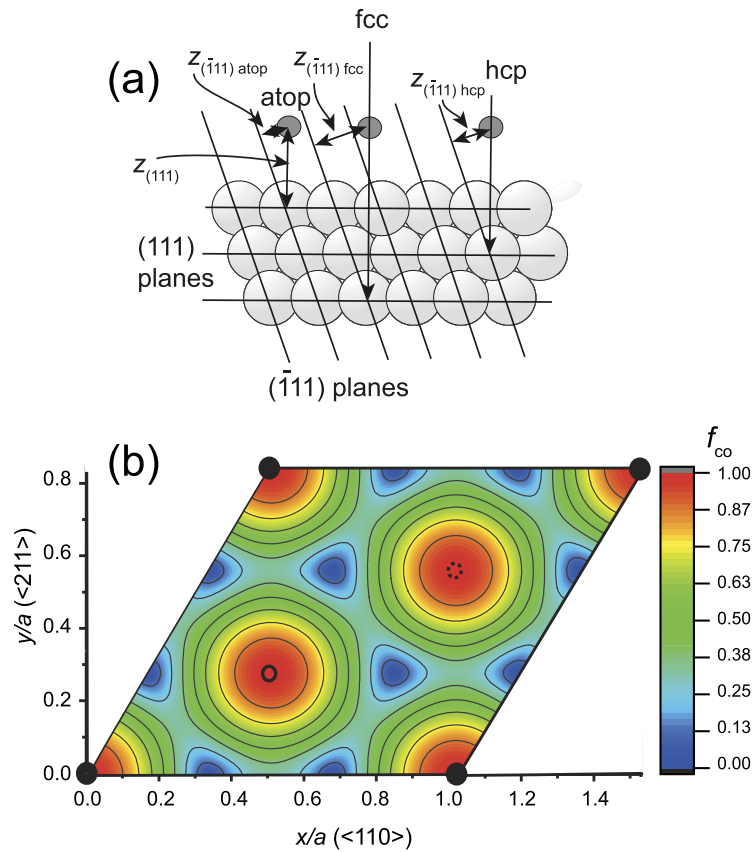 (a)
fcc
z(1̄11) atop
z(1̄11) fcc
hcp
atop
z(1̄11) hcp
z(111)
(111)
planes
(1̄11) planes
(b)
fco
0.8
0.6
0.4
0.2
0.0
y/a (<211>)
0.0 0.2 0.4 0.6 0.8 1.0 1.2 1.4
x/a (<110>)
1.00
0.87
0.75
0.63
0.50
0.38
0.25
0.13
0.00